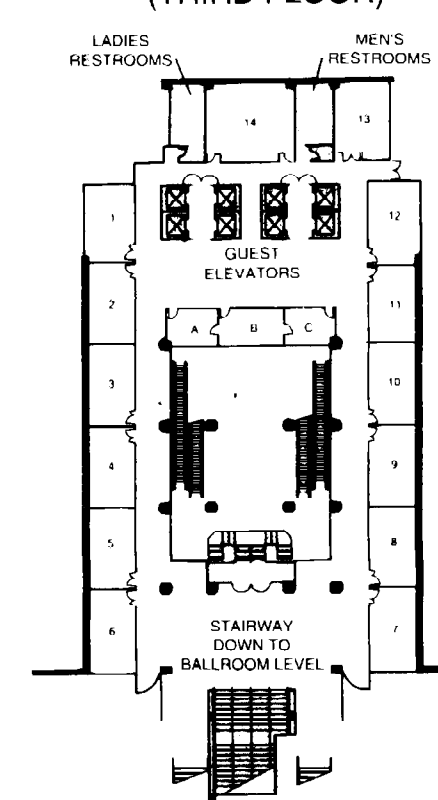 (THIRD FLOOR)
LADIES
RESTROOMS
MEN'S
RESTROOMS
14
13
1
12
GUEST
ELEVATORS
2
11
A B C
3
10
4
9
5
8
6
7
STAIRWAY
DOWN TO
BALLROOM LEVEL